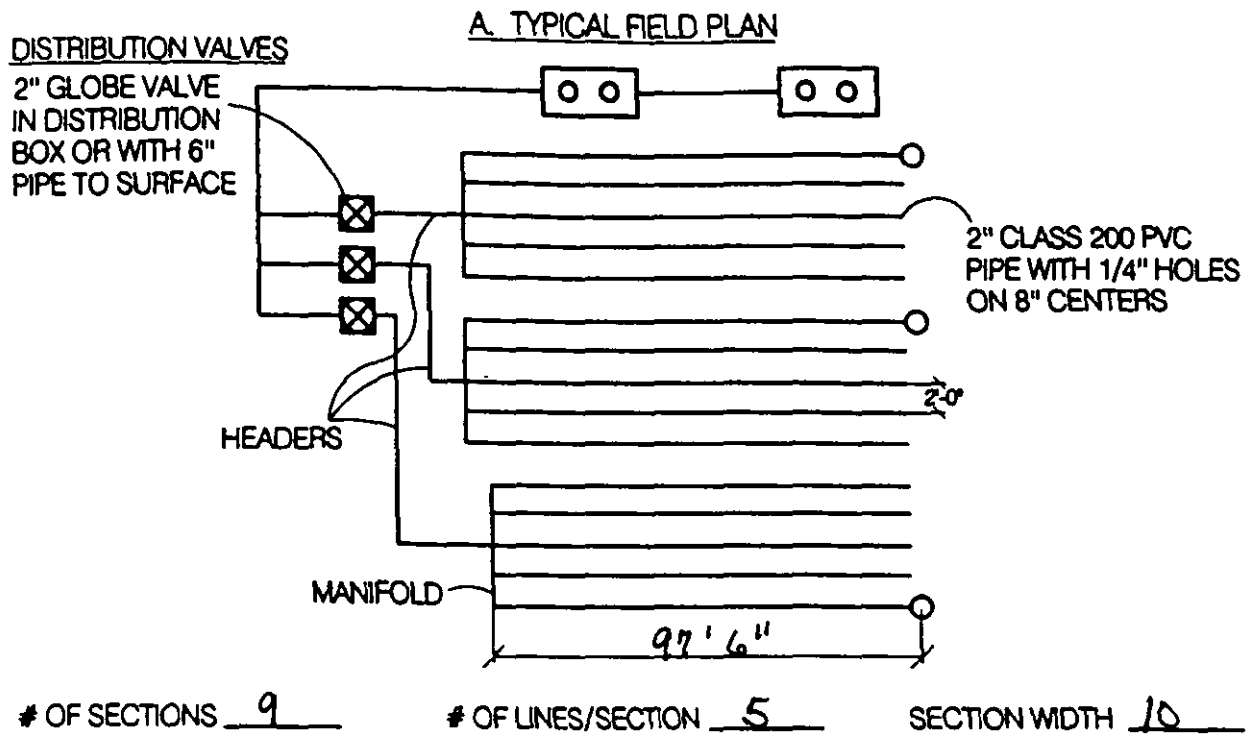 A. TYPICAL FIELD PLAN
DISTRIBUTION VALVES
2" GLOBE VALVE
IN DISTRIBUTION
BOX OR WITH 6"
PIPE TO SURFACE
2" CLASS 200 PVC
PIPE WITH 1/4" HOLES
ON 8" CENTERS
2'-0"
HEADERS
MANIFOLD
97' 6"
# OF SECTIONS 9
# OF LINES/SECTION 5
SECTION WIDTH 10